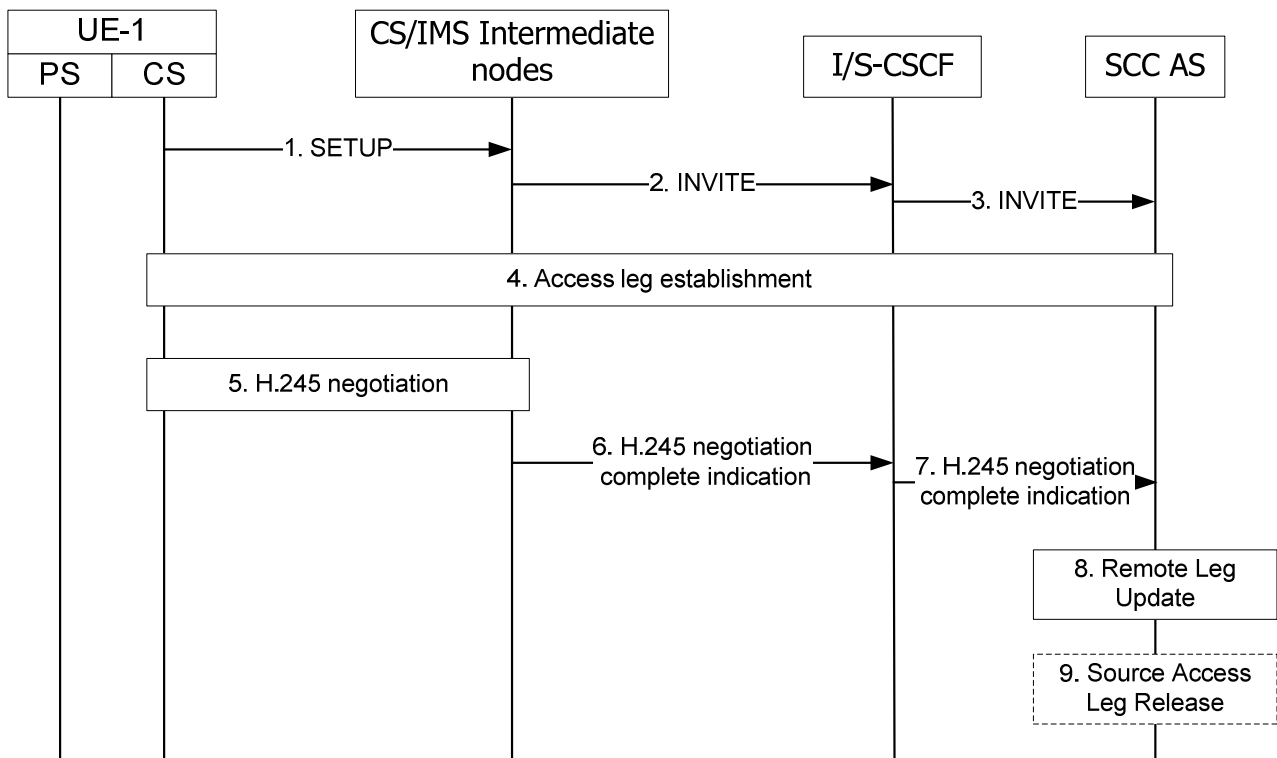 UE-1
PS
CS
CS/IMS Intermediate
nodes
I/S-CSCF
SCC AS
1. SETUP
2. INVITE
3. INVITE
4. Access leg establishment
5. H.245 negotiation
6. H.245 negotiation
complete indication
7. H.245 negotiation
complete indication
8. Remote Leg
Update
9. Source Access
Leg Release